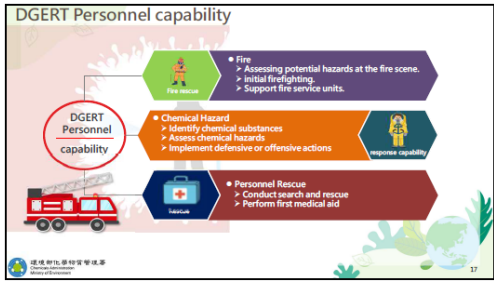 DGERT Personnel capability
Fire rescue
● Fire
➤ Assessing potential hazards at the fire scene.
➤ initial firefighting.
➤ Support fire service units.
DGERT
Personnel
capability
● Chemical Hazard
➤ Identify chemical substances
➤ Assess chemical hazards
➤ Implement defensive or offensive actions
response capability
Rescue
● Personnel Rescue
➤ Conduct search and rescue
➤ Perform first medical aid
環境部化學物質管理署
Chemicals Administration
Ministry of Environment
17